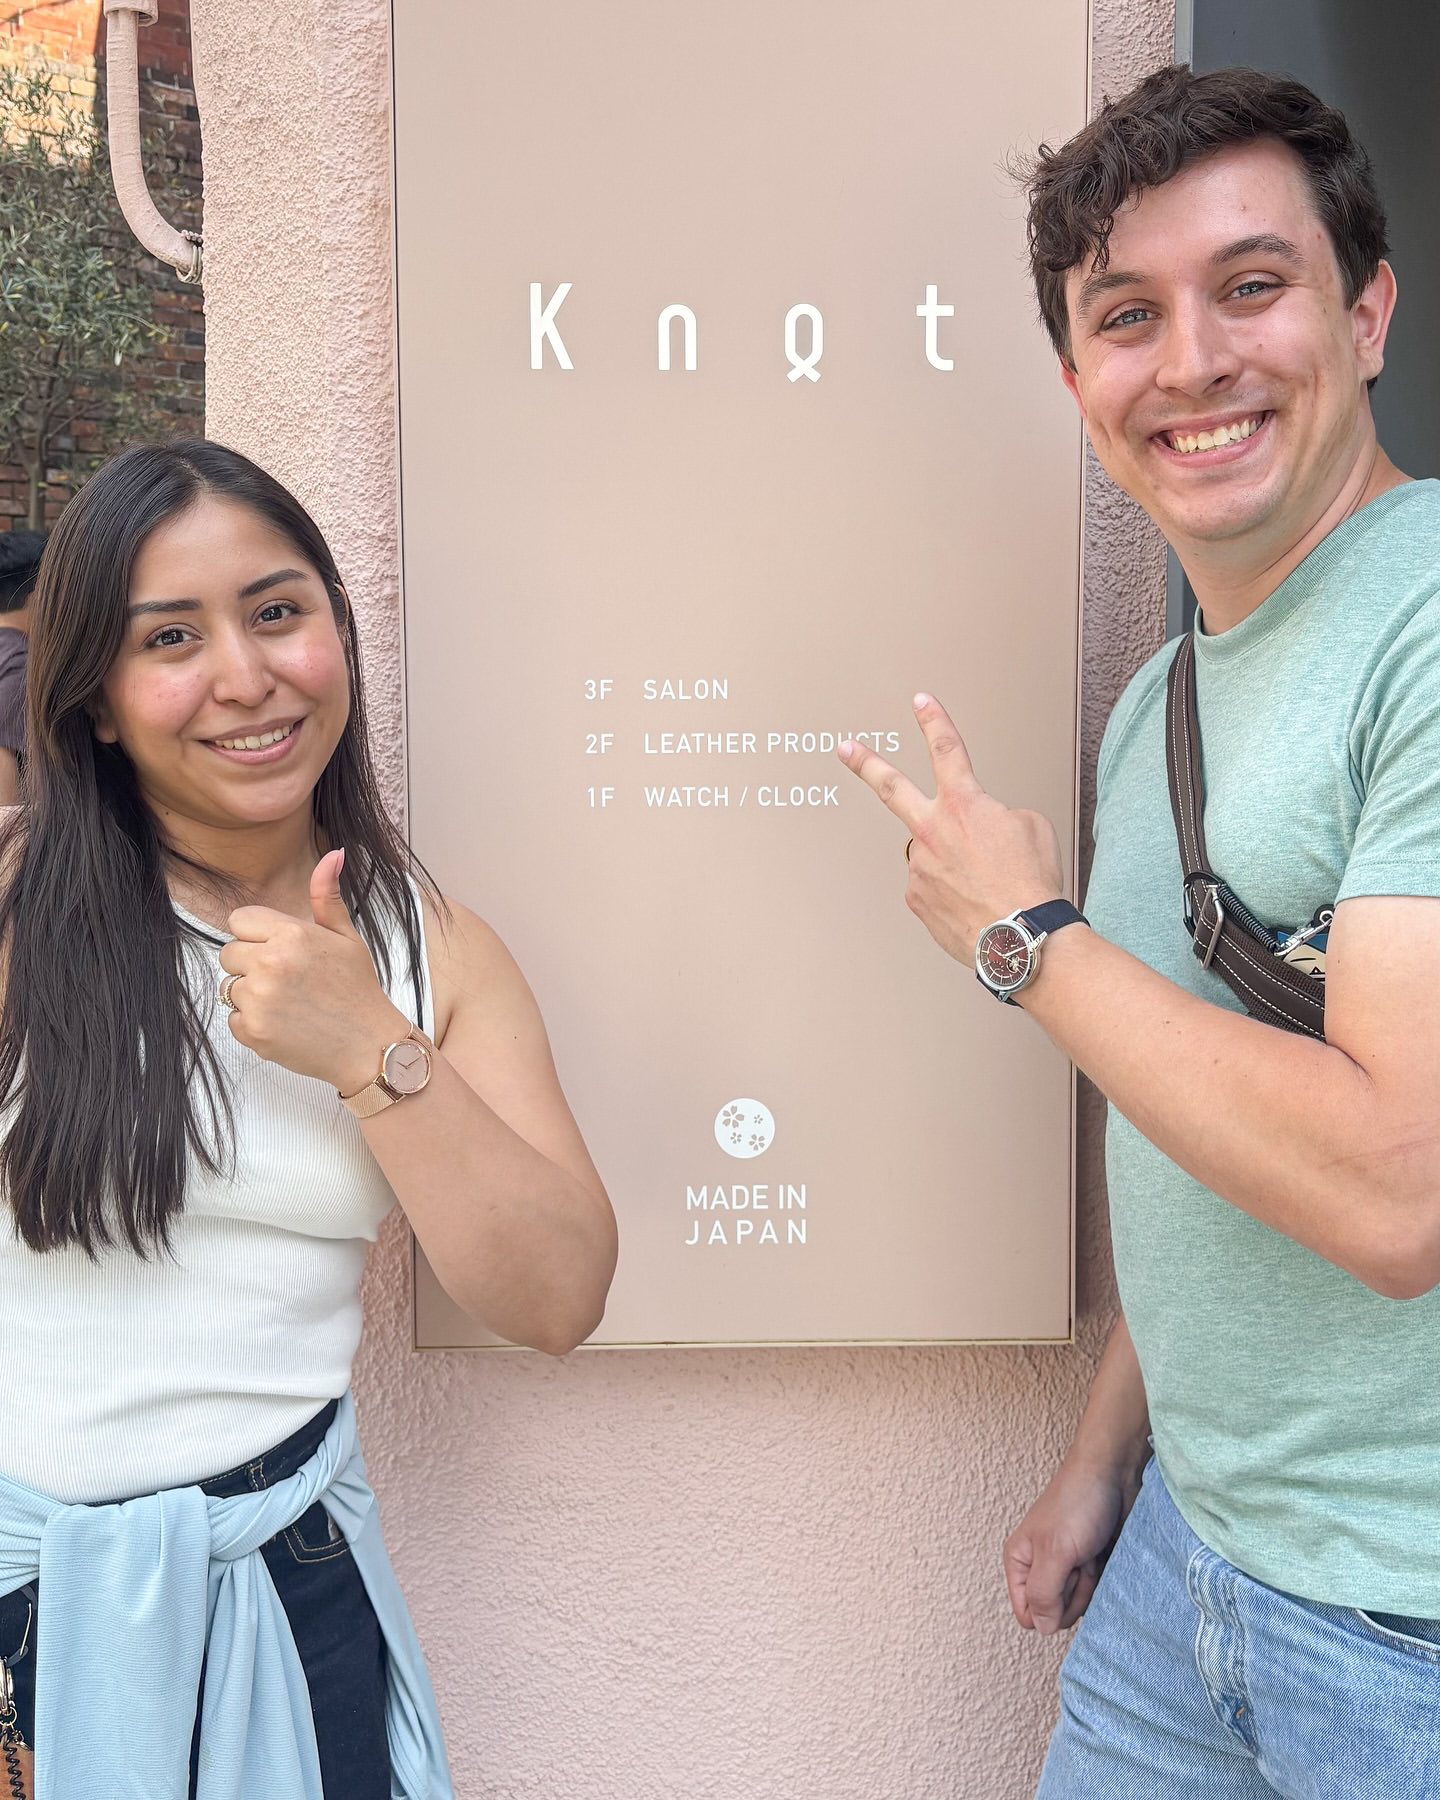 Knot
3F SALON
2F LEATHER PRODUCTS
1F WATCH / CLOCK
MADE IN
JAPAN